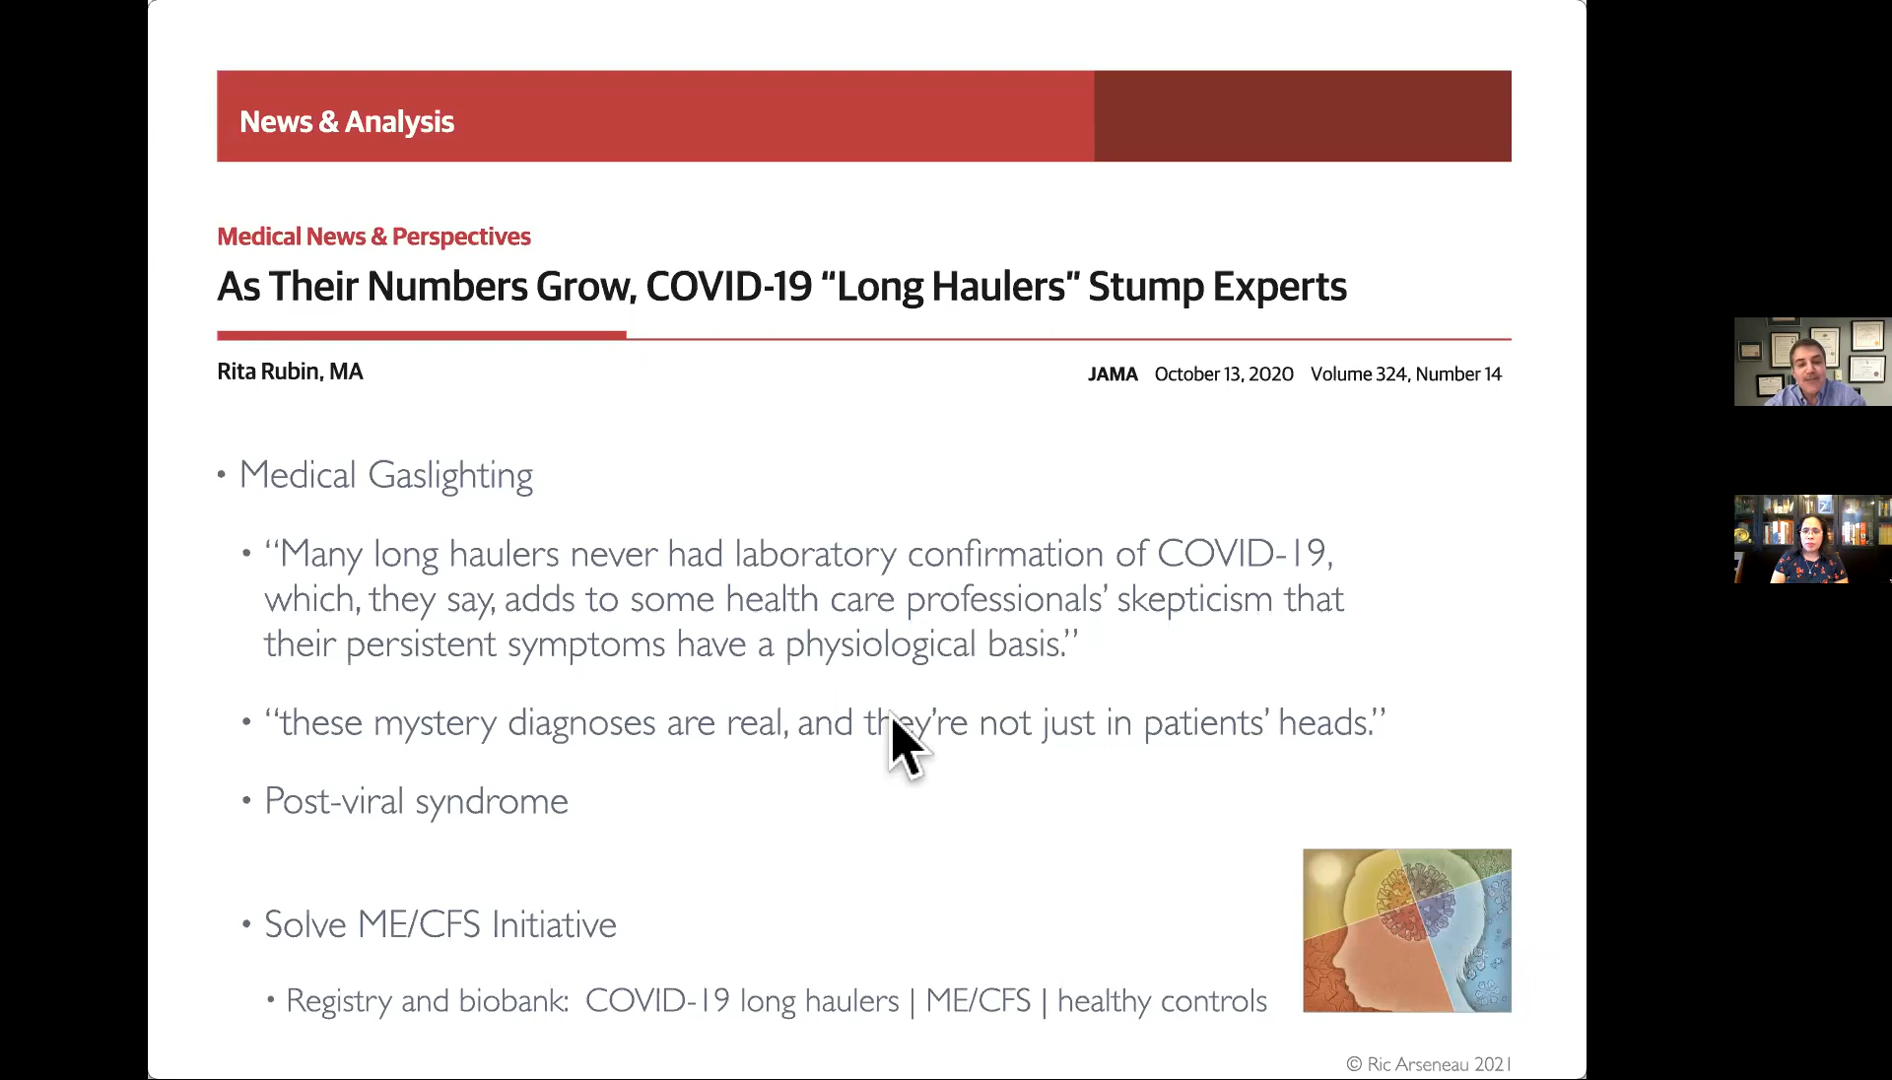 News & Analysis
Medical News & Perspectives
As Their Numbers Grow, COVID-19 “Long Haulers” Stump Experts
Rita Rubin, MA
JAMA October 13, 2020 Volume 324, Number 14
• Medical Gaslighting
• “Many long haulers never had laboratory confirmation of COVID-19,
which, they say, adds to some health care professionals’ skepticism that
their persistent symptoms have a physiological basis.”
• “these mystery diagnoses are real, and they’re not just in patients’ heads.”
• Post-viral syndrome
• Solve ME/CFS Initiative
• Registry and biobank: COVID-19 long haulers | ME/CFS | healthy controls
© Ric Arseneau 2021